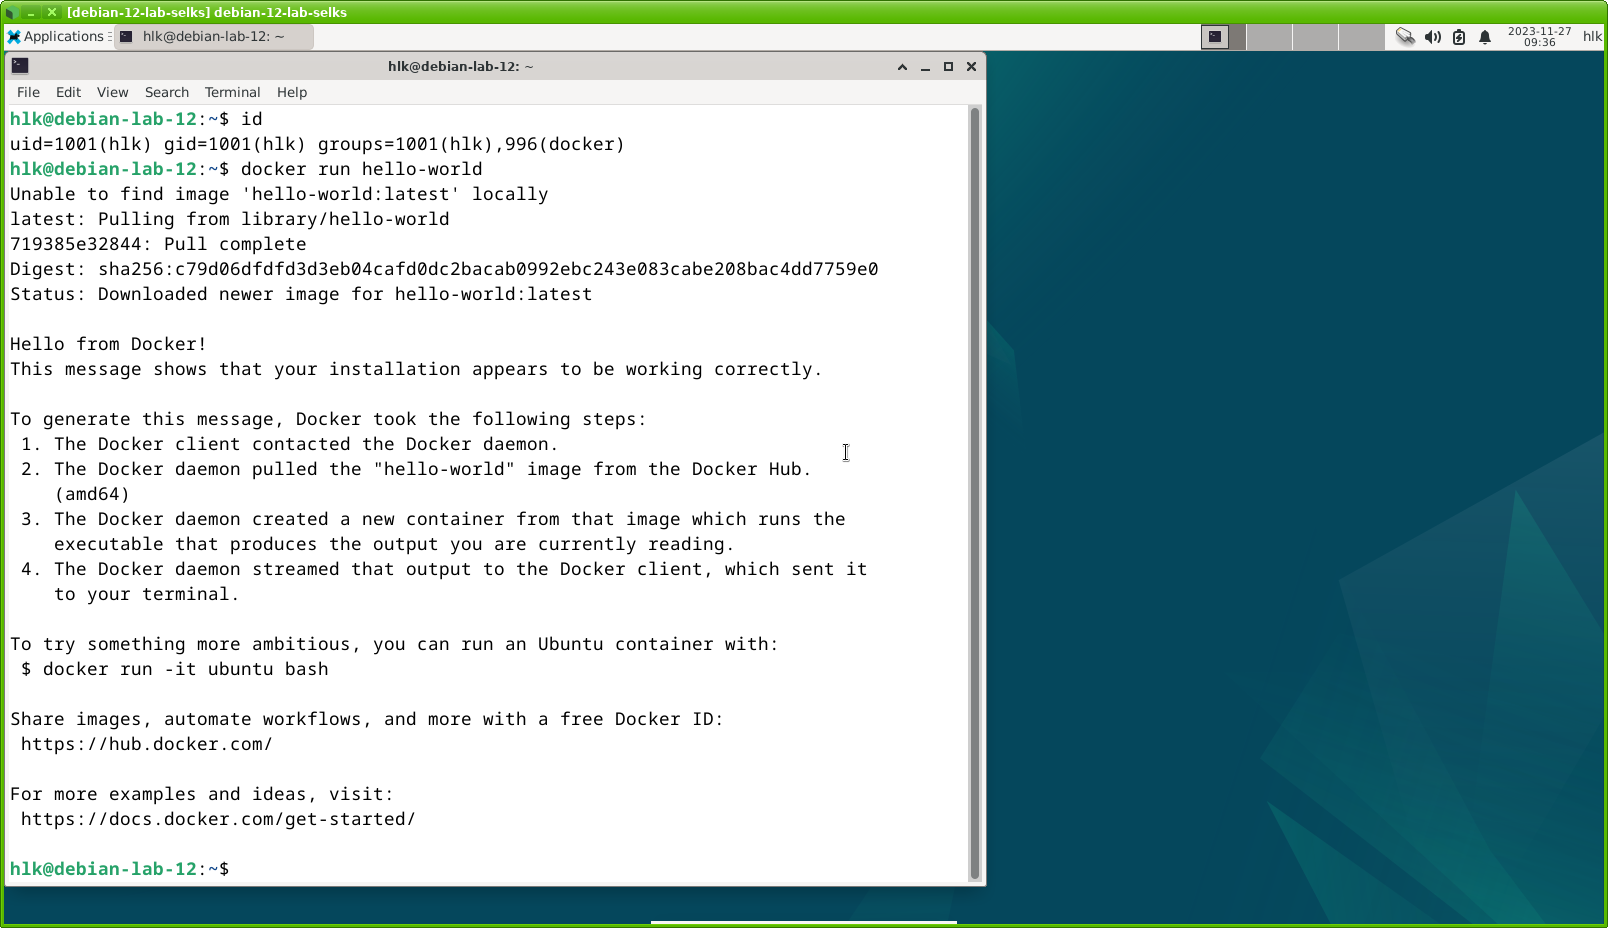 [debian-12-lab-selks] debian-12-lab-selks
Applications hlk@debian-lab-12: ~ 2023-11-27 09:36 hlk
hlk@debian-lab-12: ~
File Edit View Search Terminal Help
hlk@debian-lab-12:~$ id
uid=1001(hlk) gid=1001(hlk) groups=1001(hlk),996(docker)
hlk@debian-lab-12:~$ docker run hello-world
Unable to find image 'hello-world:latest' locally
latest: Pulling from library/hello-world
719385e32844: Pull complete
Digest: sha256:c79d06dfdfd3d3eb04cafd0dc2bacab0992ebc243e083cabe208bac4dd7759e0
Status: Downloaded newer image for hello-world:latest
Hello from Docker!
This message shows that your installation appears to be working correctly.
To generate this message, Docker took the following steps:
1. The Docker client contacted the Docker daemon.
2. The Docker daemon pulled the "hello-world" image from the Docker Hub.
(amd64)
3. The Docker daemon created a new container from that image which runs the
executable that produces the output you are currently reading.
4. The Docker daemon streamed that output to the Docker client, which sent it
to your terminal.
To try something more ambitious, you can run an Ubuntu container with:
$ docker run -it ubuntu bash
Share images, automate workflows, and more with a free Docker ID:
https://hub.docker.com/
For more examples and ideas, visit:
https://docs.docker.com/get-started/
hlk@debian-lab-12:~$